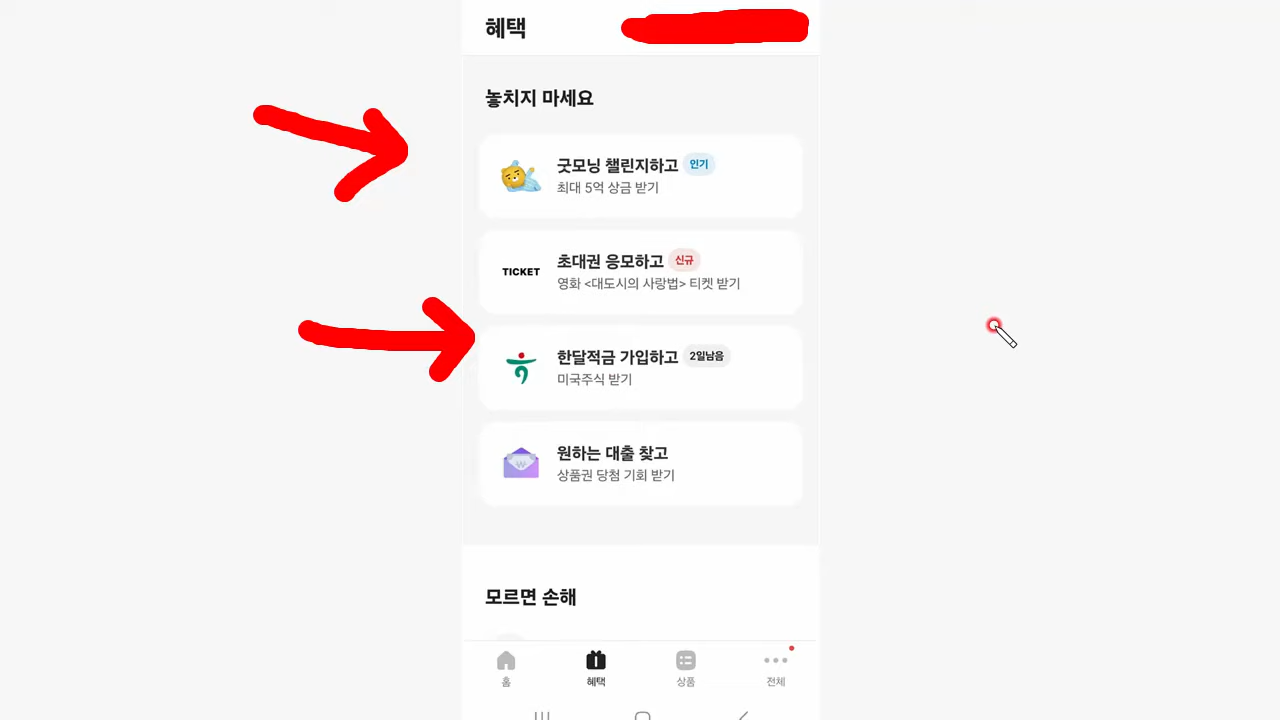 혜택
놓치지 마세요
굿모닝 챌린지하고 인기
최대 5억 상금 받기
TICKET
초대권 응모하고 신규
영화 <대도시의 사랑법> 티켓 받기
한달적금 가입하고 2일남음
미국주식 받기
원하는 대출 찾고
상품권 당첨 기회 받기
모르면 손해
홈
혜택
상품
전체